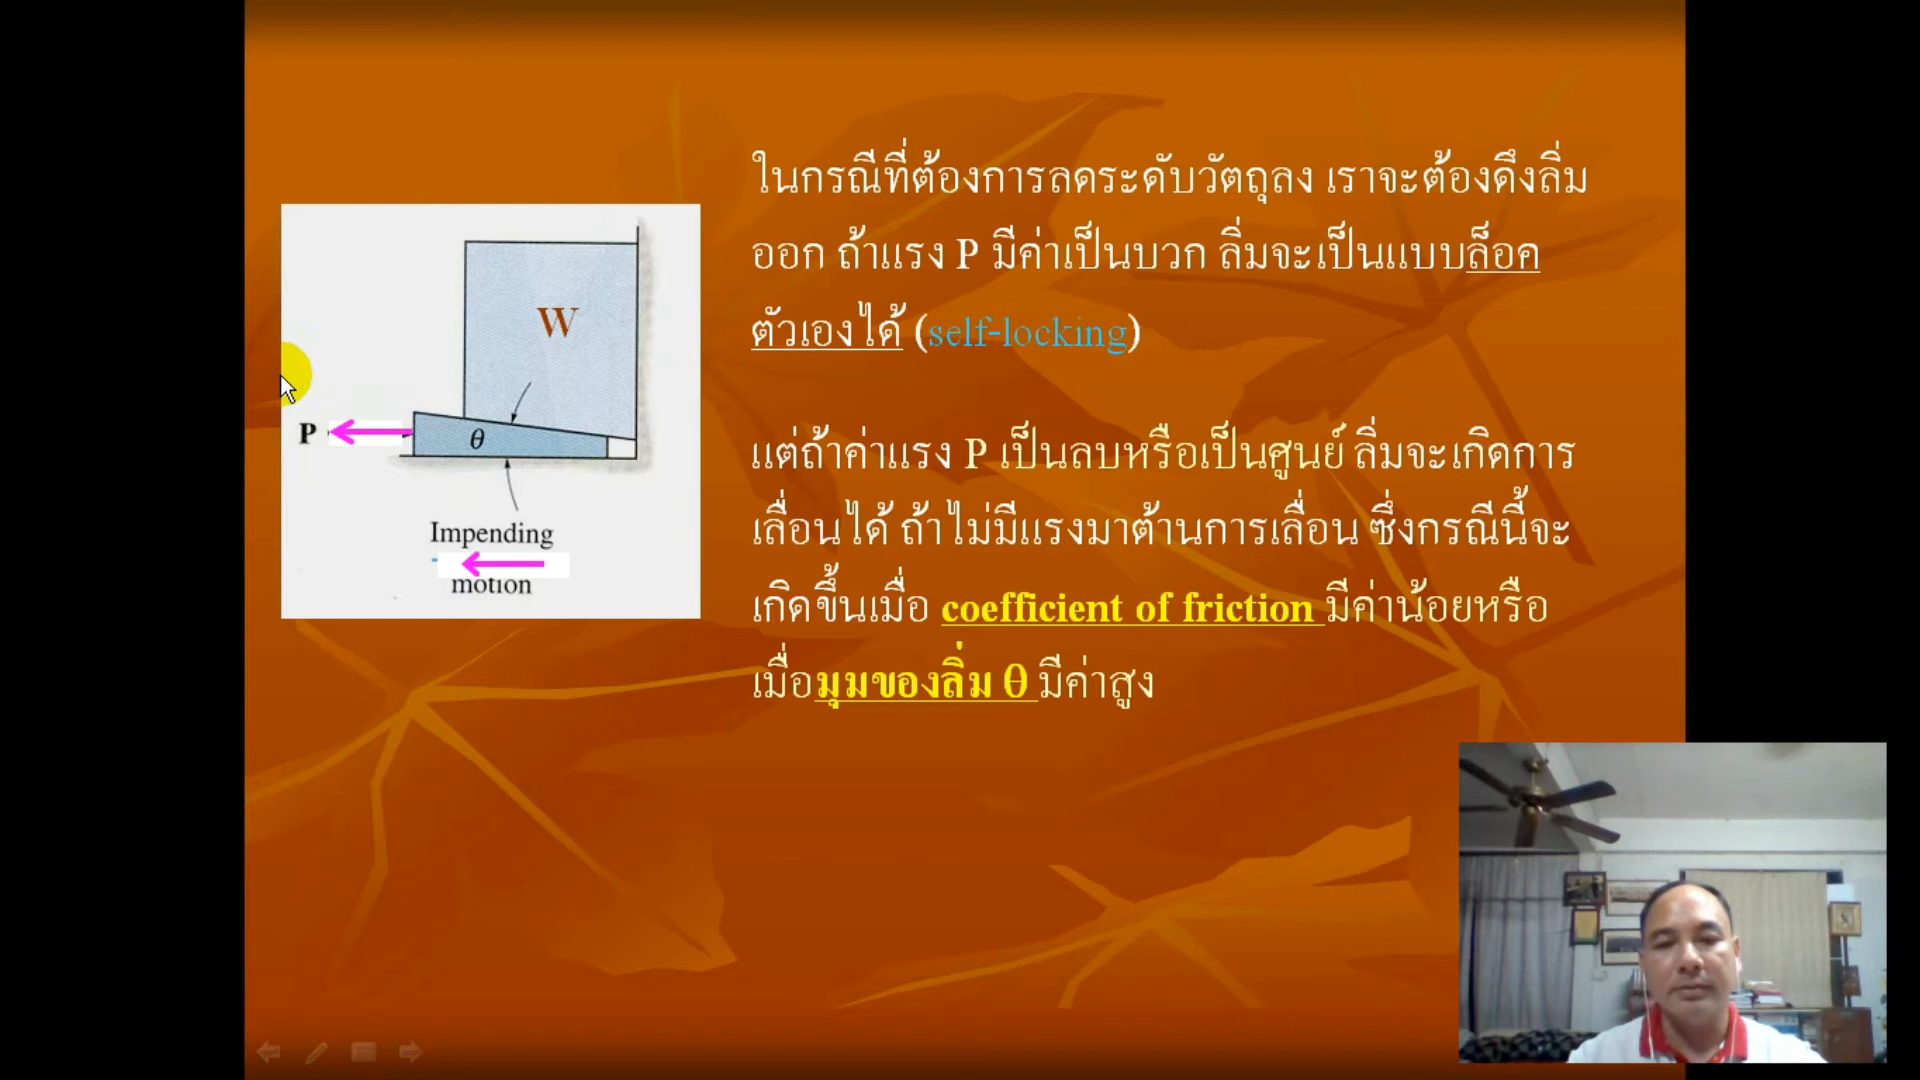 ในกรณีที่ต้องการลดระดับวัตถุลง เราจะต้องดึงลิ่ม
ออก ถ้าแรง P มีค่าเป็นบวก ลิ่มจะเป็นแบบล็อค
ตัวเองได้ (self-locking)
แต่ถ้าค่าแรง P เป็นลบหรือเป็นศูนย์ ลิ่มจะเกิดการ
เลื่อนได้ ถ้าไม่มีแรงมาต้านการเลื่อน ซึ่งกรณีนี้จะ
เกิดขึ้นเมื่อ coefficient of friction มีค่าน้อยหรือ
เมื่อมุมของลิ่ม θ มีค่าสูง
W
P
θ
Impending
motion